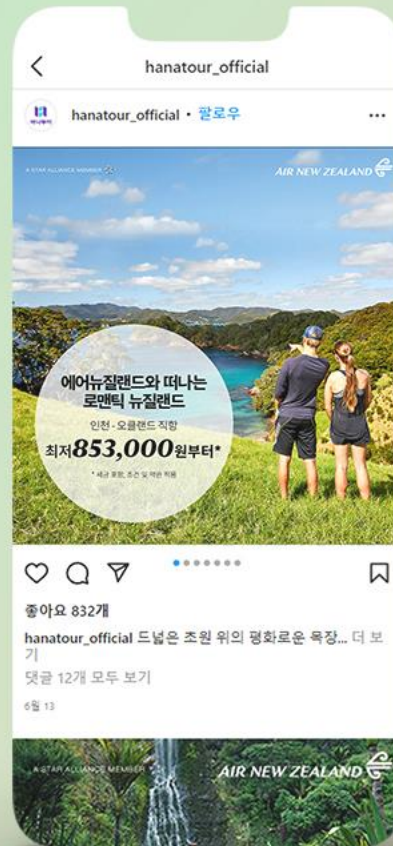 hanatour_official
hanatour_official • 팔로우
A STAR ALLIANCE MEMBER
AIR NEW ZEALAND
에어뉴질랜드와 떠나는
로맨틱 뉴질랜드
인천 - 오클랜드 직항
최저853,000원부터*
* 세금 포함, 조건 및 약관 적용
좋아요 832개
hanatour_official 드넓은 초원 위의 평화로운 목장... 더 보
기
댓글 12개 모두 보기
6월 13
A STAR ALLIANCE MEMBER
AIR NEW ZEALAND